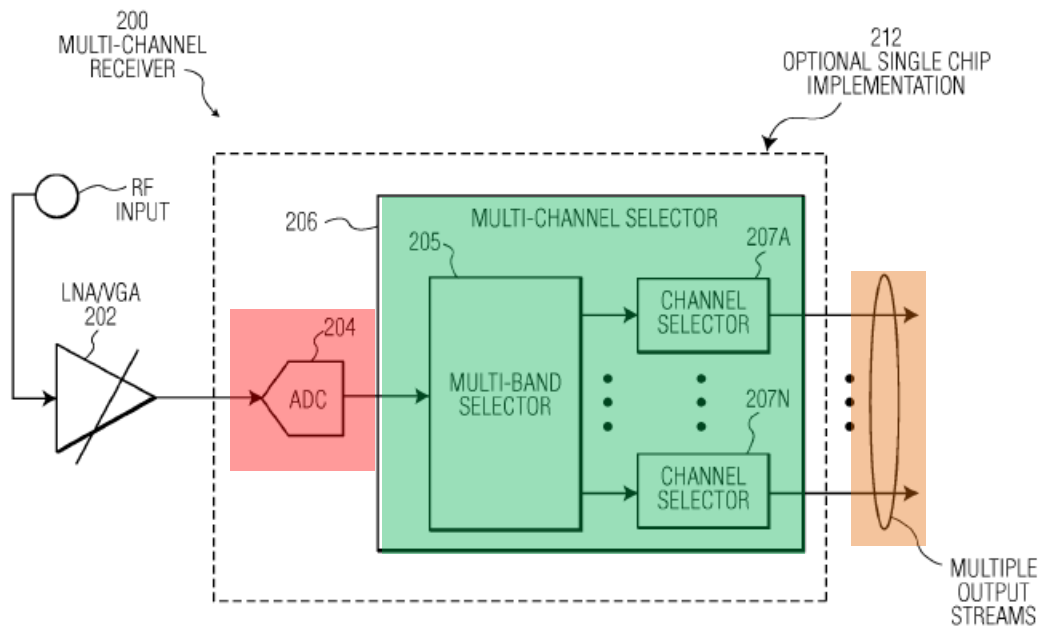 200
MULTI-CHANNEL
RECEIVER
212
OPTIONAL SINGLE CHIP
IMPLEMENTATION
RF
INPUT
LNA/VGA
202
204
ADC
206
MULTI-CHANNEL SELECTOR
205
MULTI-BAND
SELECTOR
207A
CHANNEL
SELECTOR
207N
CHANNEL
SELECTOR
MULTIPLE
OUTPUT
STREAMS